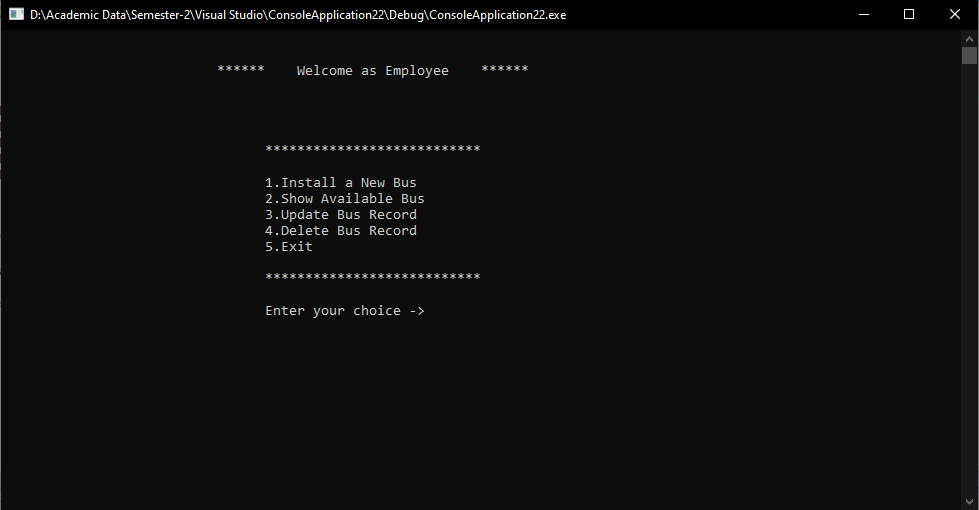 D:\Academic Data\Semester-2\Visual Studio\ConsoleApplication22\Debug\ConsoleApplication22.exe
****** Welcome as Employee ******
***************************
1.Install a New Bus
2.Show Available Bus
3.Update Bus Record
4.Delete Bus Record
5.Exit
***************************
Enter your choice ->